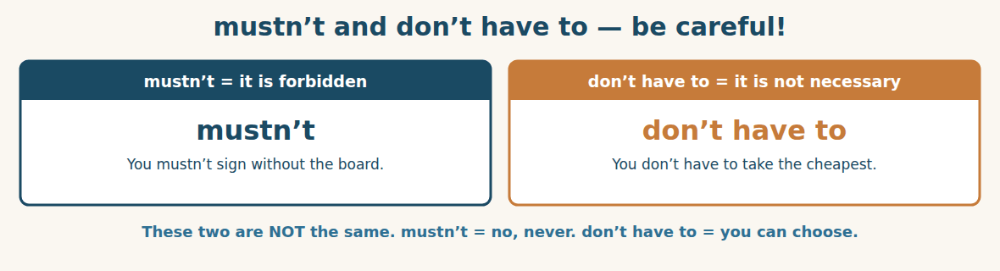 mustn’t and don’t have to — be careful!
mustn’t = it is forbidden
mustn’t
You mustn’t sign without the board.
don’t have to = it is not necessary
don’t have to
You don’t have to take the cheapest.
These two are NOT the same. mustn’t = no, never. don’t have to = you can choose.